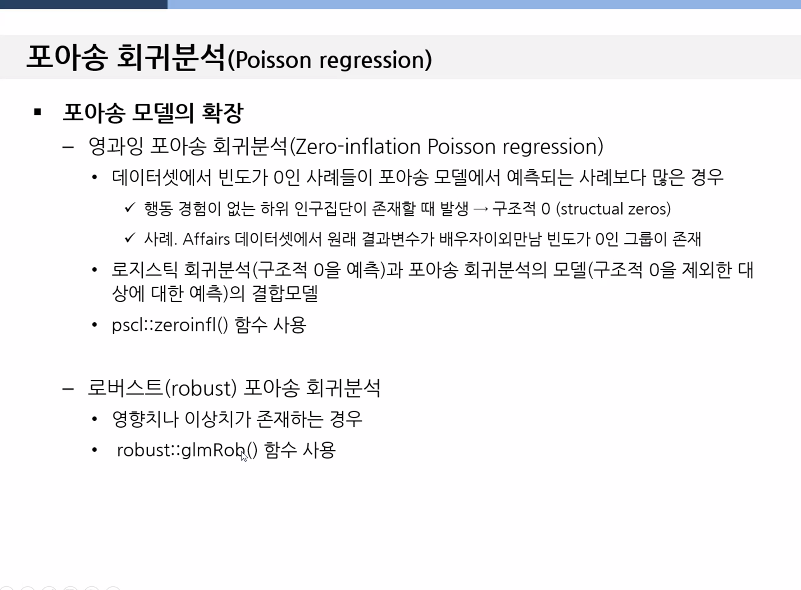 포아송 회귀분석(Poisson regression)
▪ 포아송 모델의 확장
– 영과잉 포아송 회귀분석(Zero-inflation Poisson regression)
• 데이터셋에서 빈도가 0인 사례들이 포아송 모델에서 예측되는 사례보다 많은 경우
✓ 행동 경험이 없는 하위 인구집단이 존재할 때 발생 → 구조적 0 (structual zeros)
✓ 사례. Affairs 데이터셋에서 원래 결과변수가 배우자이외만남 빈도가 0인 그룹이 존재
• 로지스틱 회귀분석(구조적 0을 예측)과 포아송 회귀분석의 모델(구조적 0을 제외한 대
상에 대한 예측)의 결합모델
• pscl::zeroinfl() 함수 사용
– 로버스트(robust) 포아송 회귀분석
• 영향치나 이상치가 존재하는 경우
• robust::glmRob() 함수 사용